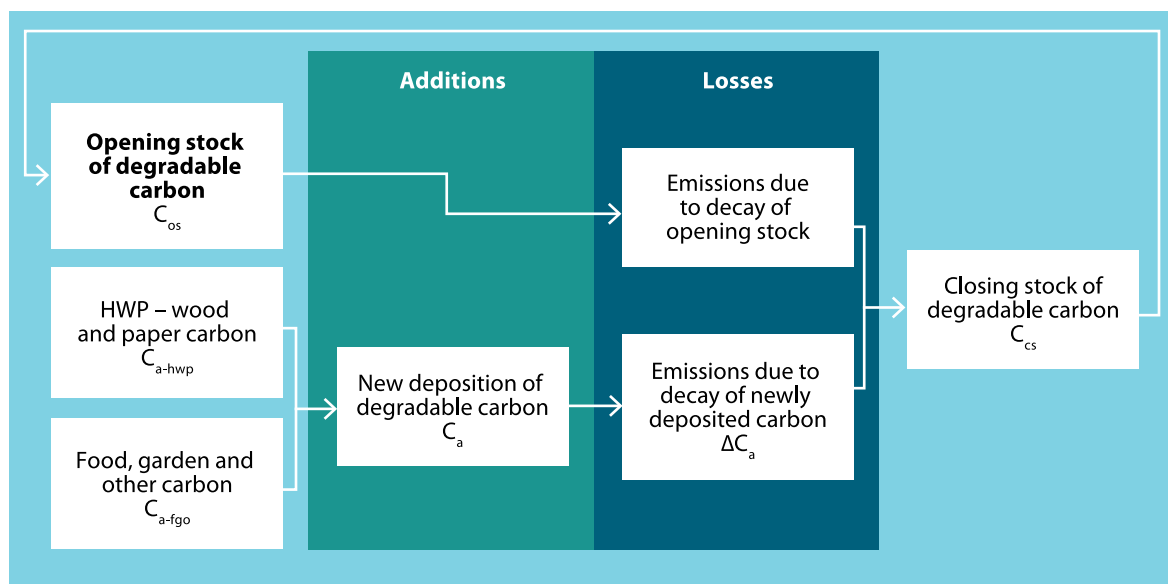 Additions
Losses
Opening stock
of degradable
carbon
Cos
HWP – wood
and paper carbon
Ca-hwp
Food, garden and
other carbon
Ca-fgo
New deposition of
degradable carbon
Ca
Emissions due
to decay of
opening stock
Emissions due to
decay of newly
deposited carbon
ΔCa
Closing stock of
degradable carbon
Ccs